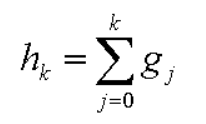 h_k = \sum_{j=0}^{k} g_j